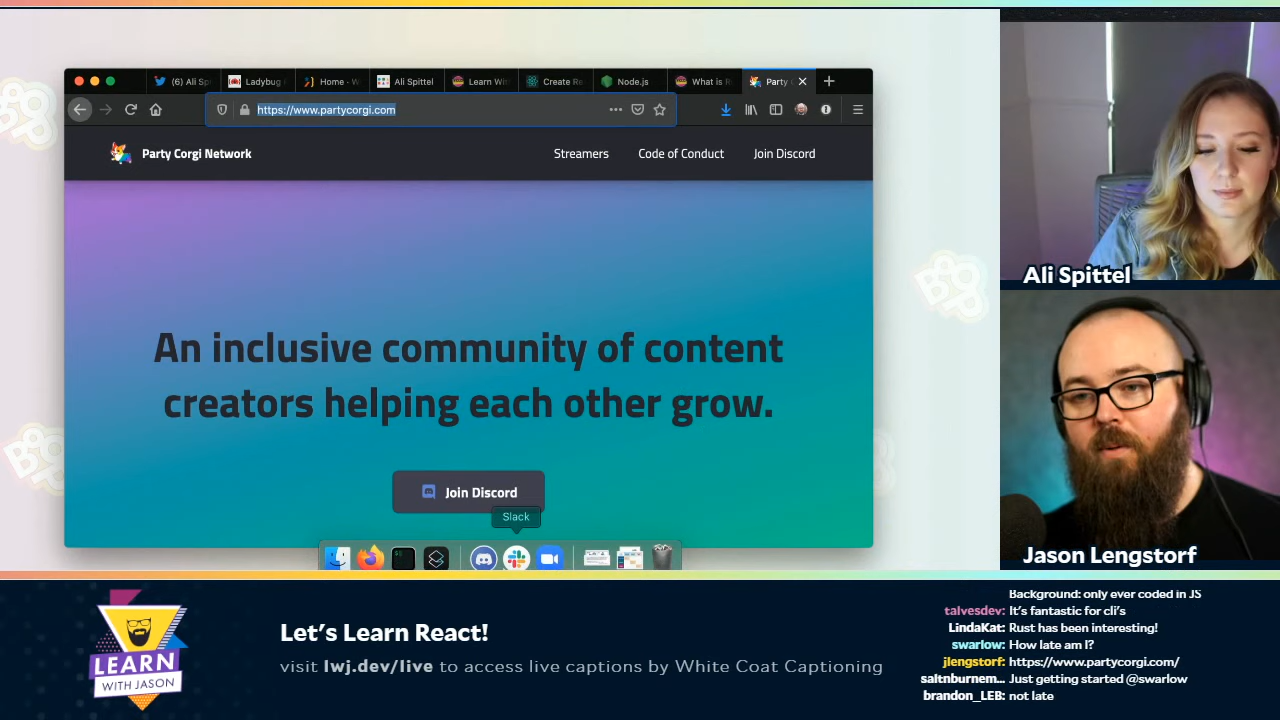 (6) Ali Sp
Ladybug
Home - W
Ali Spittel
Learn Wit
Create Re
Node.js
What is R
Party C
https://www.partycorgi.com
Party Corgi Network
Streamers
Code of Conduct
Join Discord
An inclusive community of content
creators helping each other grow.
Join Discord
Slack
Ali Spittel
Jason Lengstorf
LEARN
WITH JASON
Let's Learn React!
visit lwj.dev/live to access live captions by White Coat Captioning
Background: only ever coded in JS
talvesdev: It's fantastic for cli's
LindaKat: Rust has been interesting!
swarlow: How late am I?
jlengstorf: https://www.partycorgi.com/
saltnburnem... Just getting started @swarlow
brandon_LEB: not late